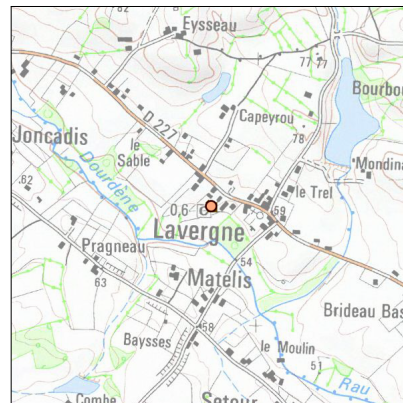 82
Eysseau
77
77
Bourbo
D 227
Capeyrou
78
Joncadis
le
Sable
Mondina
Dourdène
82
le Trel
0,6
59
Lavergne
Pragneau
54
63
Matelis
Brideau Bas
58
Baysses
le Moulin
51
Rau
Combe
Setour